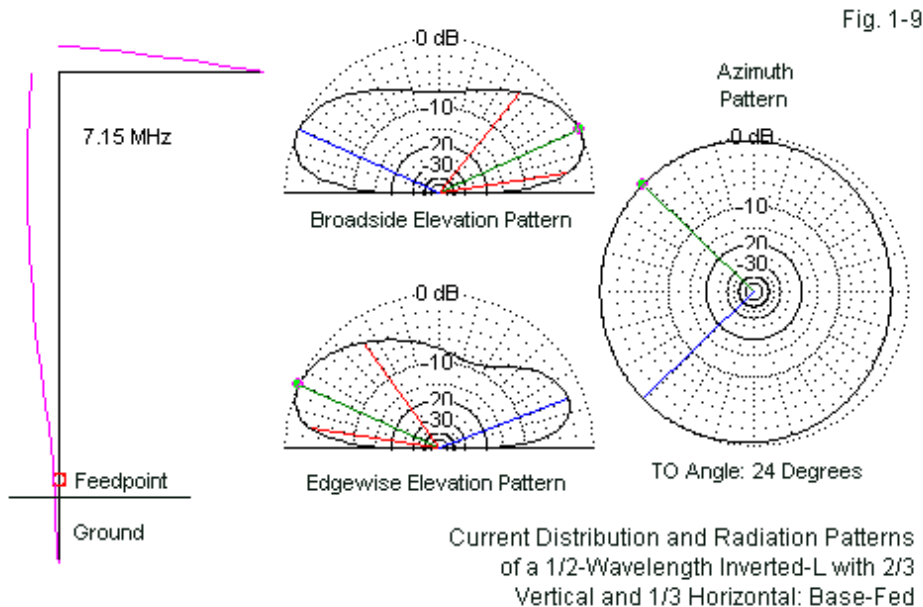 Fig. 1-9
7.15 MHz
0 dB
-10
-20
-30
Broadside Elevation Pattern
0 dB
-10
-20
-30
Edgewise Elevation Pattern
Azimuth
Pattern
0 dB
-10
-20
-30
TO Angle: 24 Degrees
Feedpoint
Ground
Current Distribution and Radiation Patterns
of a 1/2-Wavelength Inverted-L with 2/3
Vertical and 1/3 Horizontal: Base-Fed